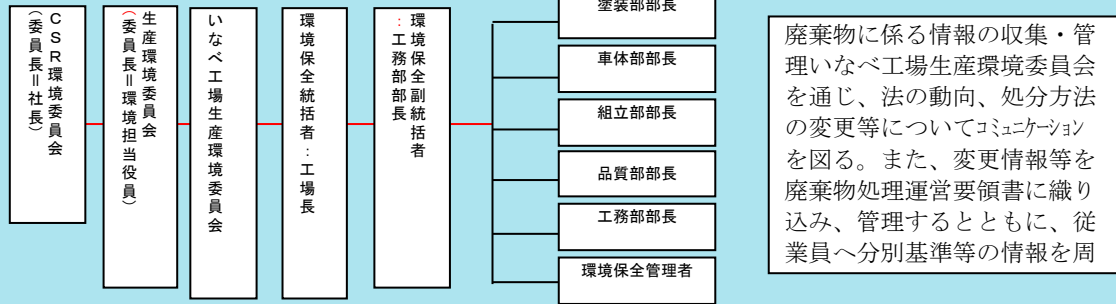 CSR環境委員会
(委員長=社長)
生産環境委員会
(委員長=環境担当役員)
いなべ工場生産環境委員会
環境保全統括者:工場長
環境保全副統括者
:工務部部長
塗装部部長
車体部部長
組立部部長
品質部部長
工務部部長
環境保全管理者
廃棄物に係る情報の収集・管
理いなべ工場生産環境委員会
を通じ、法の動向、処分方法
の変更等についてコミュニケーション
を図る。また、変更情報等を
廃棄物処理運営要領書に織り
込み、管理するとともに、従
業員へ分別基準等の情報を周